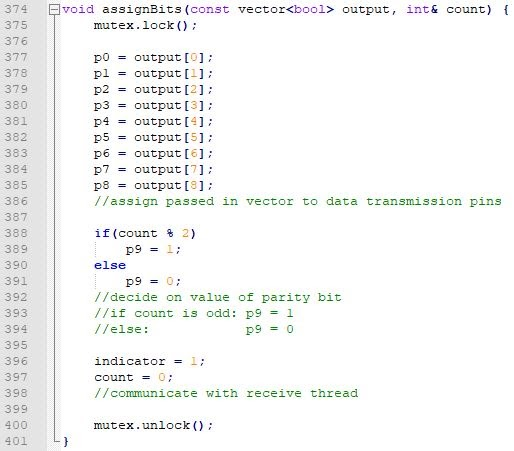 374 void assignBits(const vector<bool> output, int& count) {
375     mutex.lock();
376
377     p0 = output[0];
378     p1 = output[1];
379     p2 = output[2];
380     p3 = output[3];
381     p4 = output[4];
382     p5 = output[5];
383     p6 = output[6];
384     p7 = output[7];
385     p8 = output[8];
386     //assign passed in vector to data transmission pins
387
388     if(count % 2)
389         p9 = 1;
390     else
391         p9 = 0;
392     //decide on value of parity bit
393     //if count is odd: p9 = 1
394     //else:            p9 = 0
395
396     indicator = 1;
397     count = 0;
398     //communicate with receive thread
399
400     mutex.unlock();
401 }